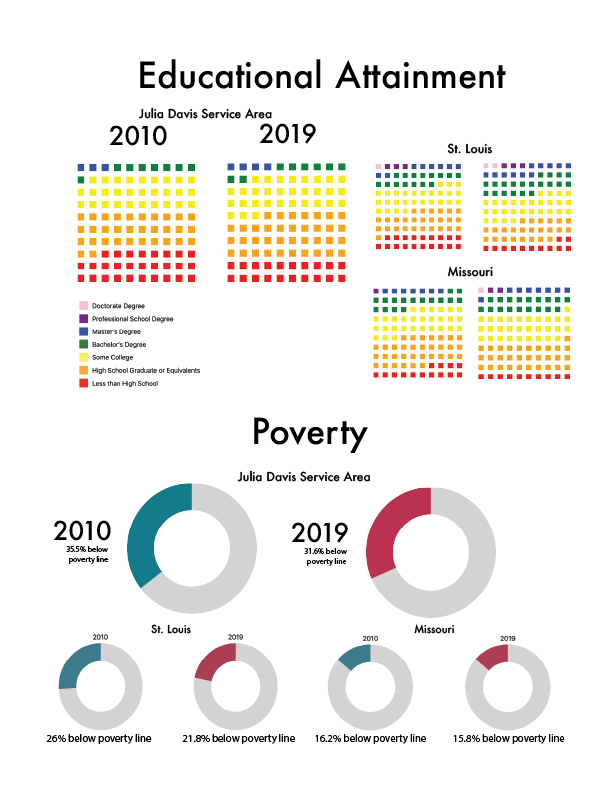 Educational Attainment
Julia Davis Service Area
2010
2019
St. Louis
Missouri
Doctorate Degree
Professional School Degree
Master's Degree
Bachelor's Degree
Some College
High School Graduate or Equivalents
Less than High School
Poverty
Julia Davis Service Area
2010
35.5% below
poverty line
2019
31.6% below
poverty line
St. Louis
Missouri
2010
2019
2010
2019
26% below poverty line
21.8% below poverty line
16.2% below poverty line
15.8% below poverty line